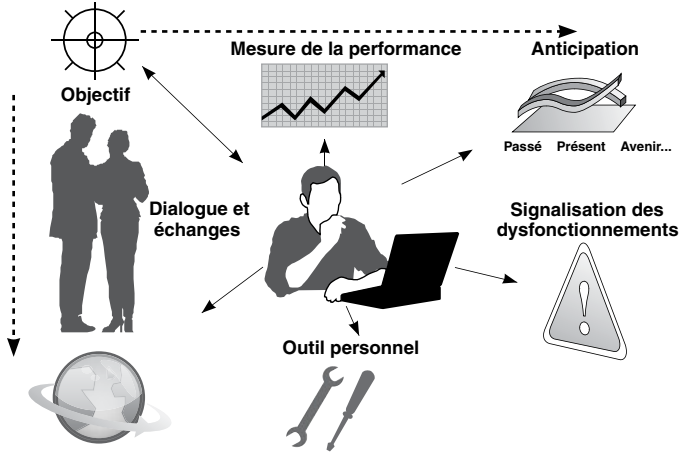 Mesure de la performance
Anticipation
Objectif
Passé Présent Avenir...
Dialogue et
échanges
Signalisation des
dysfonctionnements
Outil personnel